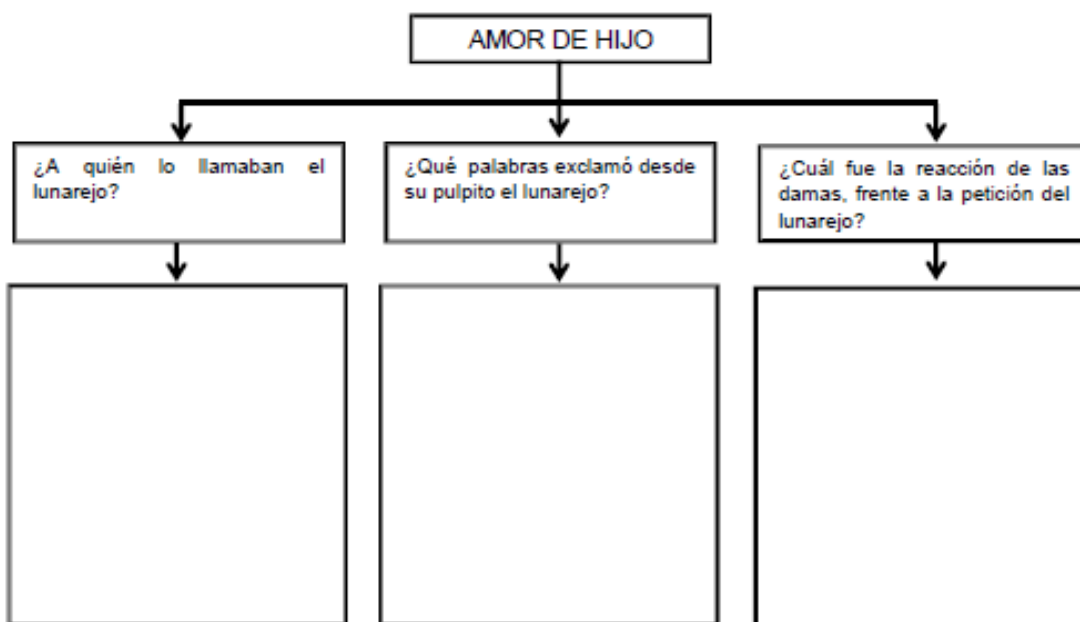 AMOR DE HIJO
¿A quién lo llamaban el
lunarejo?
¿Qué palabras exclamó desde
su pulpito el lunarejo?
¿Cuál fue la reacción de las
damas, frente a la petición del
lunarejo?